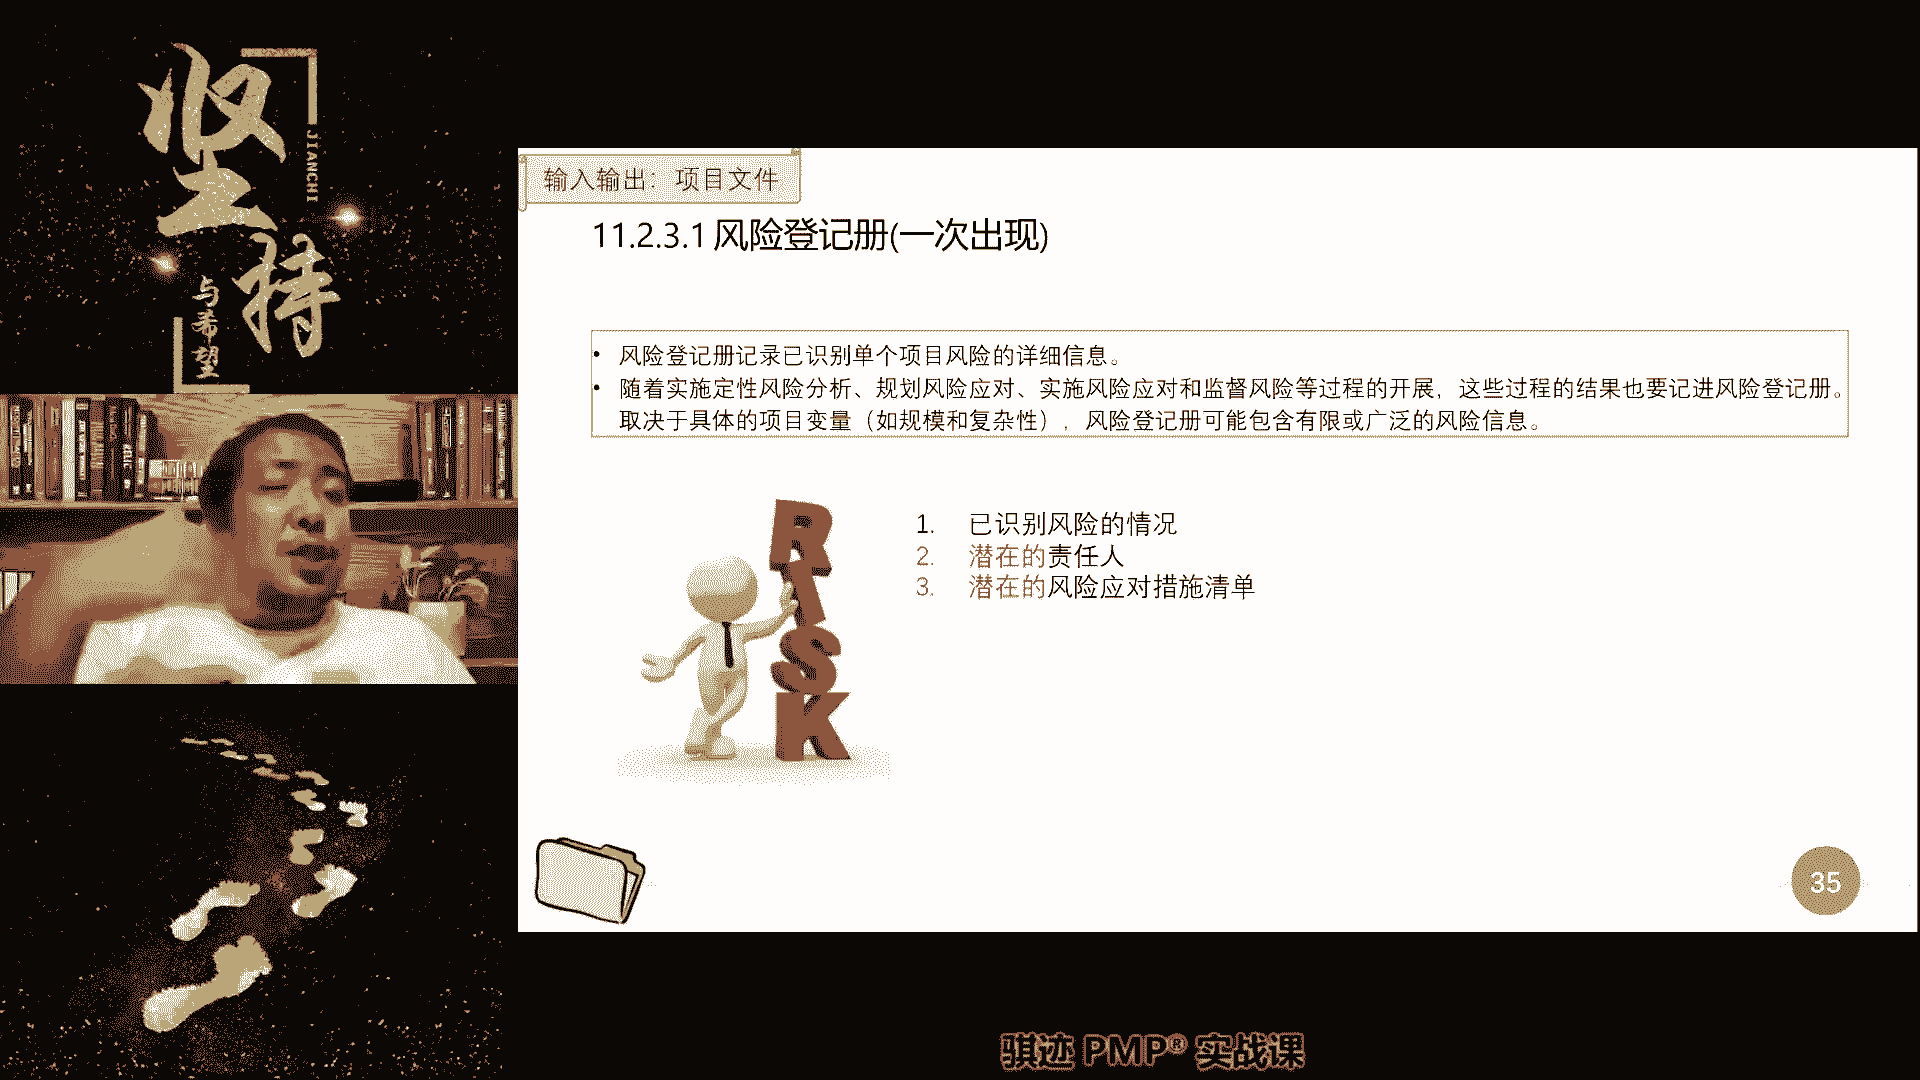 坚持
JIANCHI
与希望
输入输出：项目文件
11.2.3.1 风险登记册(一次出现)
• 风险登记册记录已识别单个项目风险的详细信息。
• 随着实施定性风险分析、规划风险应对、实施风险应对和监督风险等过程的开展，这些过程的结果也要记进风险登记册。
取决于具体的项目变量（如规模和复杂性），风险登记册可能包含有限或广泛的风险信息。
RISK
1. 已识别风险的情况
2. 潜在的责任人
3. 潜在的风险应对措施清单
35
骐迹 PMP® 实战课